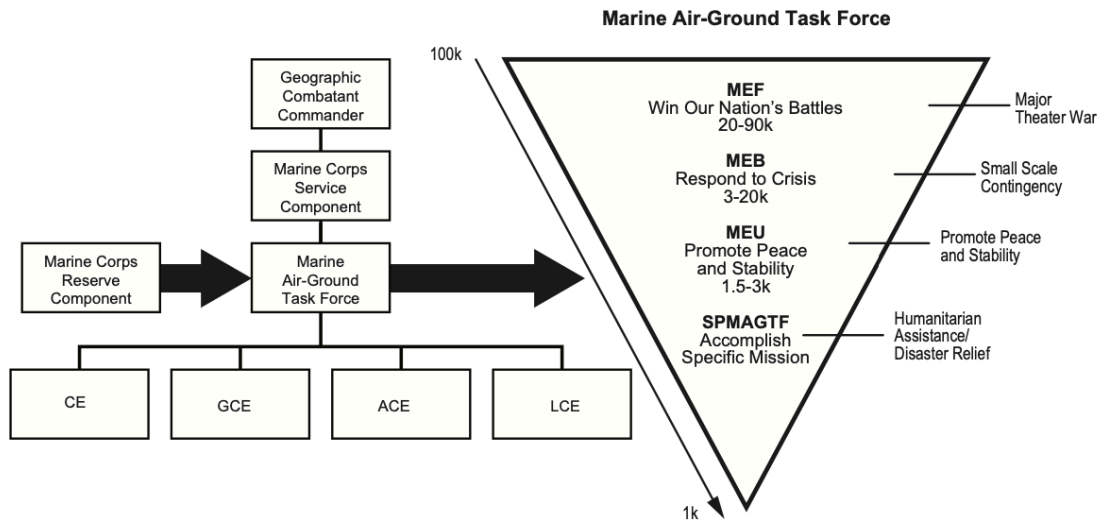 Marine Air-Ground Task Force
100k
Geographic
Combatant
Commander
Marine Corps
Service
Component
Marine Corps
Reserve
Component
Marine
Air-Ground
Task Force
CE
GCE
ACE
LCE
MEF
Win Our Nation's Battles
20-90k
Major
Theater War
MEB
Respond to Crisis
3-20k
Small Scale
Contingency
MEU
Promote Peace
and Stability
1.5-3k
Promote Peace
and Stability
SPMAGTF
Accomplish
Specific Mission
Humanitarian
Assistance/
Disaster Relief
1k